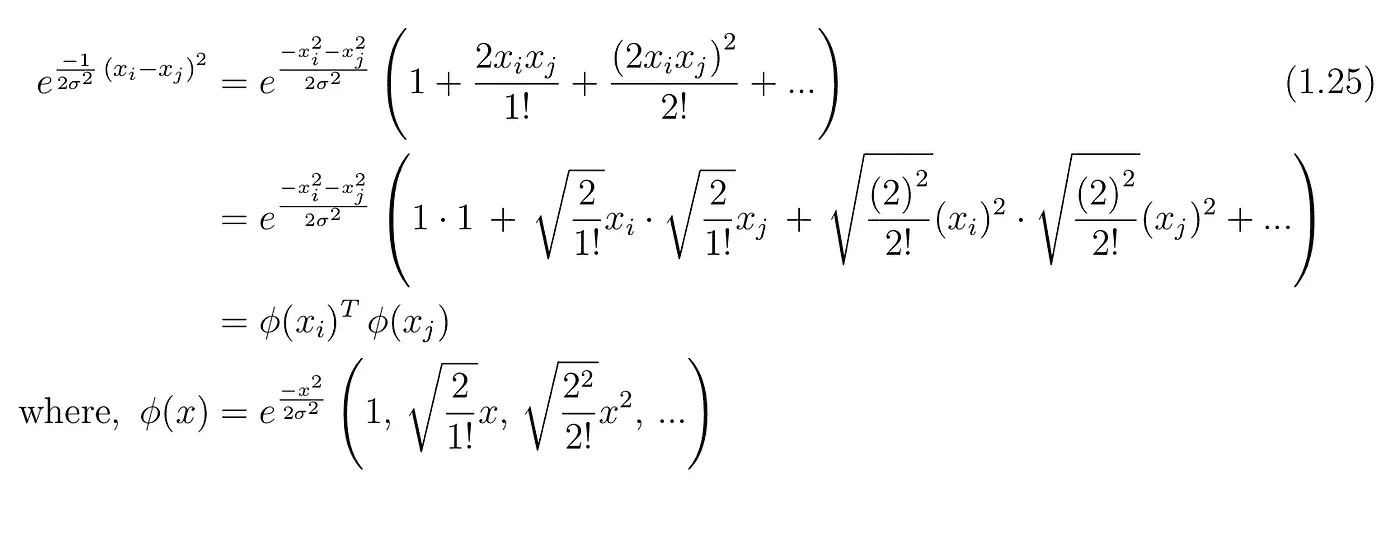 $e^{\frac{-1}{2\sigma^2}(x_i-x_j)^2} = e^{\frac{-x_i^2-x_j^2}{2\sigma^2}}\left(1+\frac{2x_ix_j}{1!}+\frac{(2x_ix_j)^2}{2!}+...\right)$ (1.25)
$= e^{\frac{-x_i^2-x_j^2}{2\sigma^2}}\left(1\cdot 1+\sqrt{\frac{2}{1!}}x_i\cdot\sqrt{\frac{2}{1!}}x_j+\sqrt{\frac{(2)^2}{2!}}(x_i)^2\cdot\sqrt{\frac{(2)^2}{2!}}(x_j)^2+...\right)$
$= \phi(x_i)^T\phi(x_j)$
where, $\phi(x) = e^{\frac{-x^2}{2\sigma^2}}\left(1,\sqrt{\frac{2}{1!}}x,\sqrt{\frac{2^2}{2!}}x^2,...\right)$